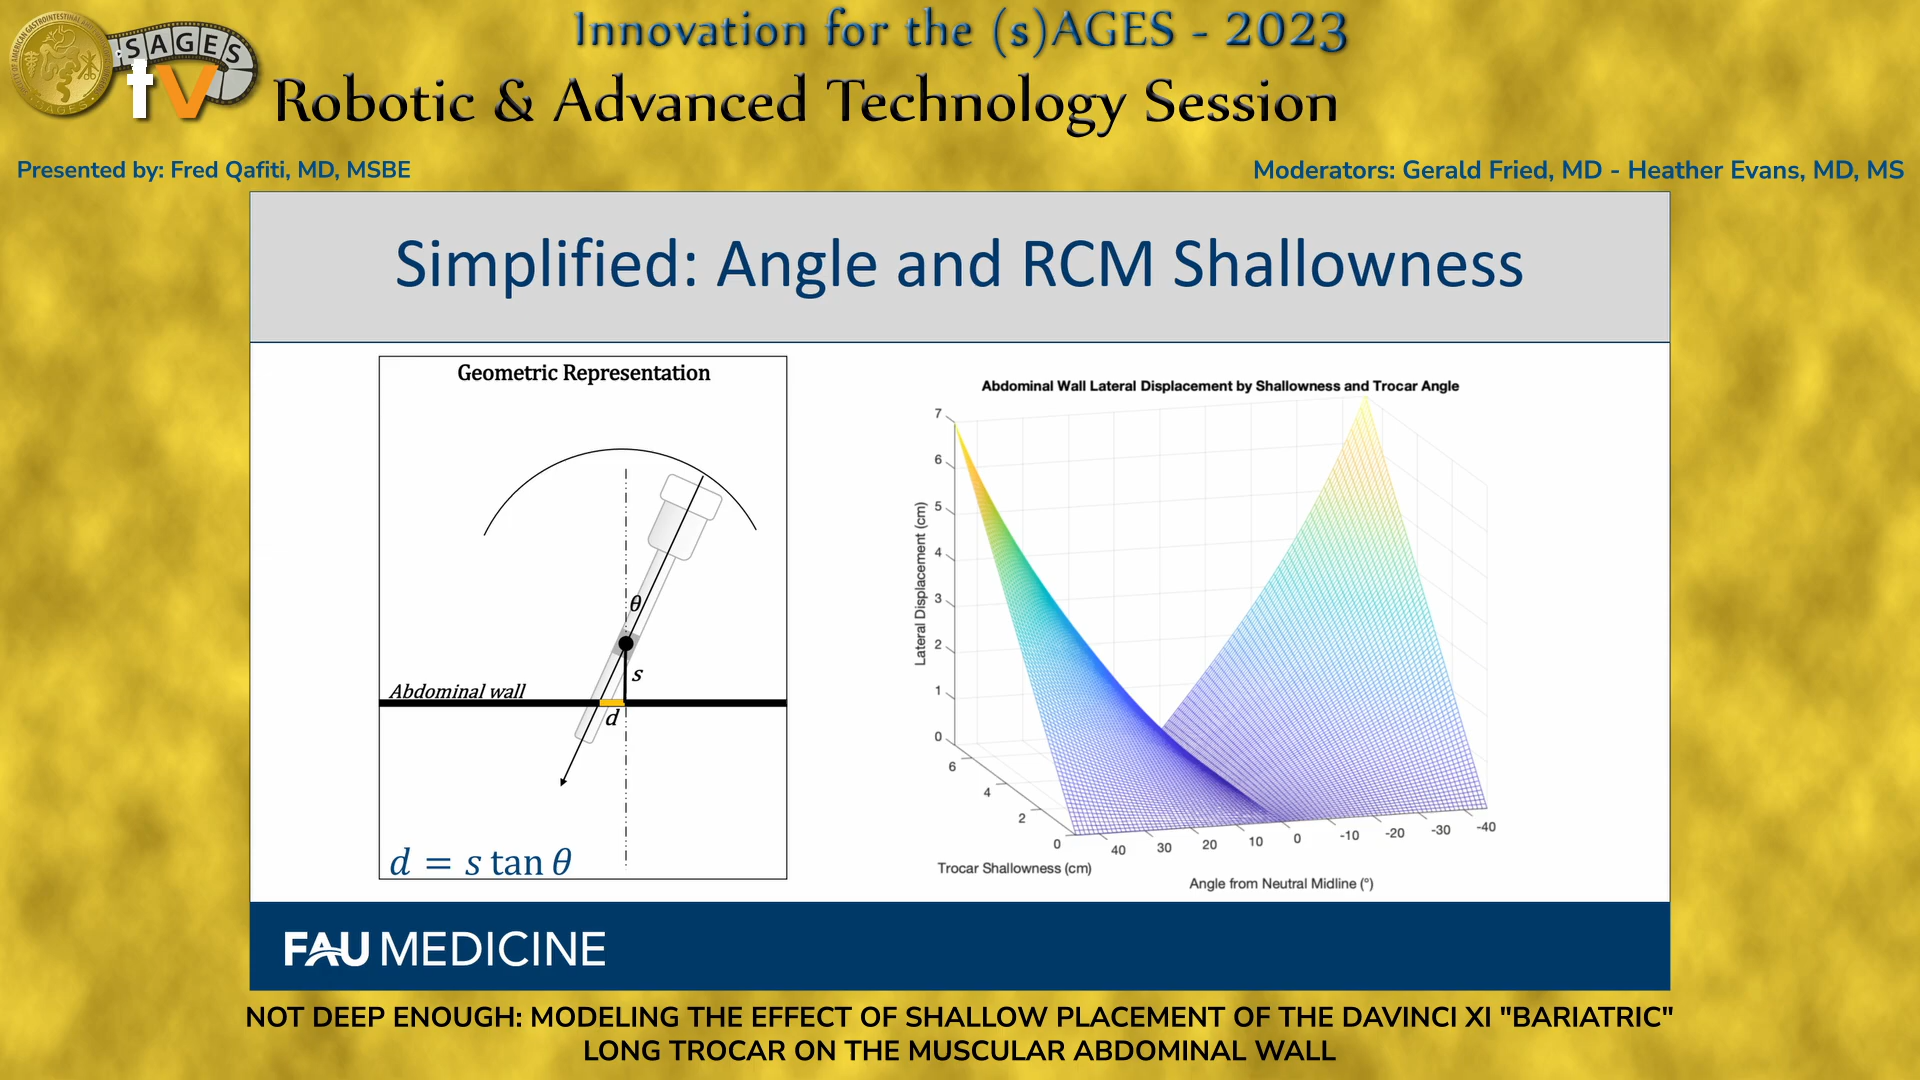 Innovation for the (s)AGES - 2023
SAGES
tv
Robotic & Advanced Technology Session
Presented by: Fred Qafiti, MD, MSBE
Moderators: Gerald Fried, MD - Heather Evans, MD, MS
Simplified: Angle and RCM Shallowness
Geometric Representation
θ
s
Abdominal wall
d
d = s tan θ
Abdominal Wall Lateral Displacement by Shallowness and Trocar Angle
7
6
5
4
3
2
1
0
Lateral Displacement (cm)
6
4
2
0
Trocar Shallowness (cm)
40 30 20 10 0 -10 -20 -30 -40
Angle from Neutral Midline (°)
FAU MEDICINE
NOT DEEP ENOUGH: MODELING THE EFFECT OF SHALLOW PLACEMENT OF THE DAVINCI XI "BARIATRIC"
LONG TROCAR ON THE MUSCULAR ABDOMINAL WALL